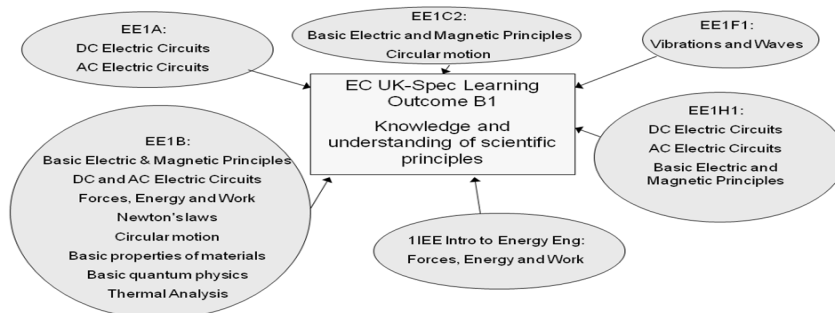 EE1A:
DC Electric Circuits
AC Electric Circuits
EE1C2:
Basic Electric and Magnetic Principles
Circular motion
EE1F1:
Vibrations and Waves
EC UK-Spec Learning
Outcome B1
Knowledge and
understanding of scientific
principles
EE1B:
Basic Electric & Magnetic Principles
DC and AC Electric Circuits
Forces, Energy and Work
Newton's laws
Circular motion
Basic properties of materials
Basic quantum physics
Thermal Analysis
EE1H1:
DC Electric Circuits
AC Electric Circuits
Basic Electric and
Magnetic Principles
1IEE Intro to Energy Eng:
Forces, Energy and Work